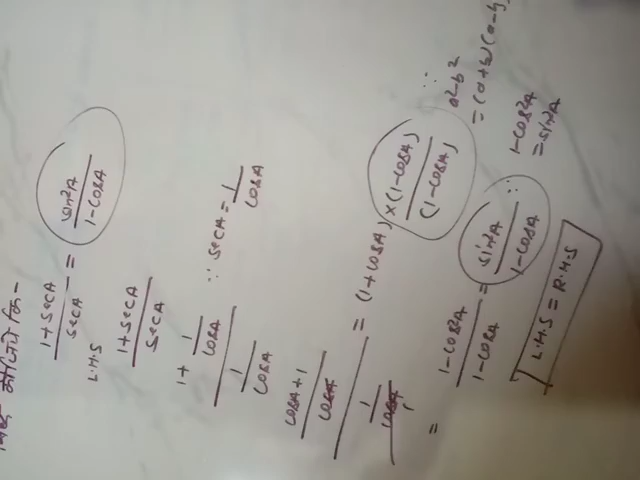 सिद्ध कीजिये कि-
(1+secA)/secA = sin²A/(1-cosA)
L.H.S
(1+secA)/secA
(1+1/cosA)/(1/cosA) ∵ secA = 1/cosA
((cosA+1)/cosA)/(1/cosA) = (1+cosA) × (1-cosA)/(1-cosA)
= (1-cos²A)/(1-cosA) = sin²A/(1-cosA)
∵ a²-b²
= (a+b)(a-b)
∵ 1-cos²A
= sin²A
L.H.S = R.H.S